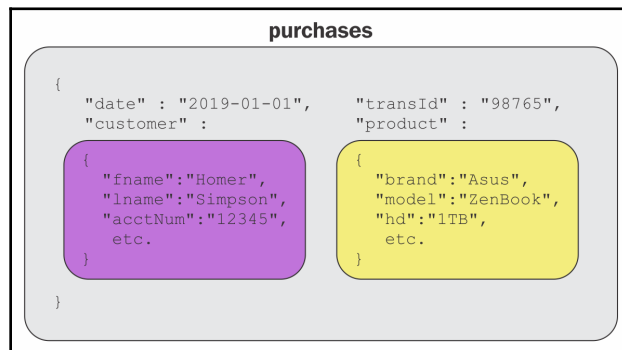 purchases
{
"date" : "2019-01-01", "transId" : "98765",
"customer" : "product" :
{ {
"fname":"Homer", "brand":"Asus",
"lname":"Simpson", "model":"ZenBook",
"acctNum":"12345", "hd":"1TB",
etc. etc.
} }
}